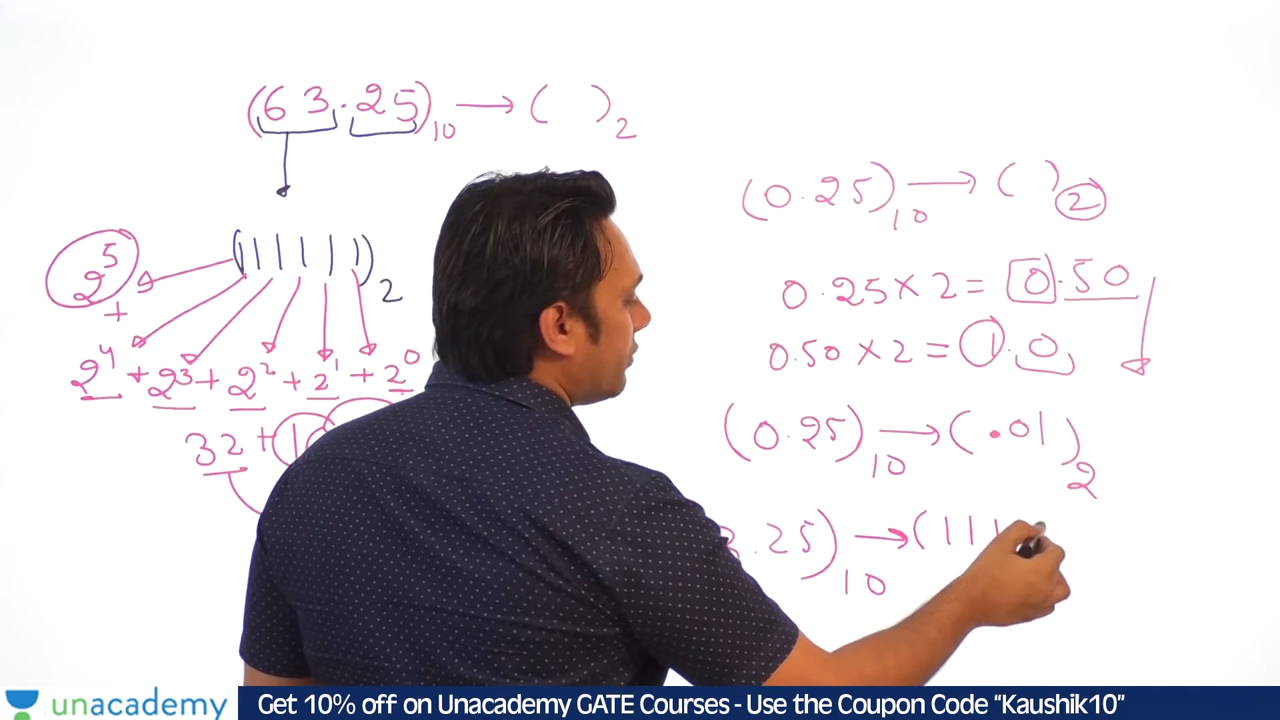 (63.25)10 → ( )2
(111111)2
2^5
+
2^4 + 2^3 + 2^2 + 2^1 + 2^0
32 + 1
(0.25)10 → ( )2
0.25 × 2 = 0.50
0.50 × 2 = 1.0
(0.25)10 → (.01)2
3.25)10 → (111
unacademy
Get 10% off on Unacademy GATE Courses - Use the Coupon Code “Kaushik10”